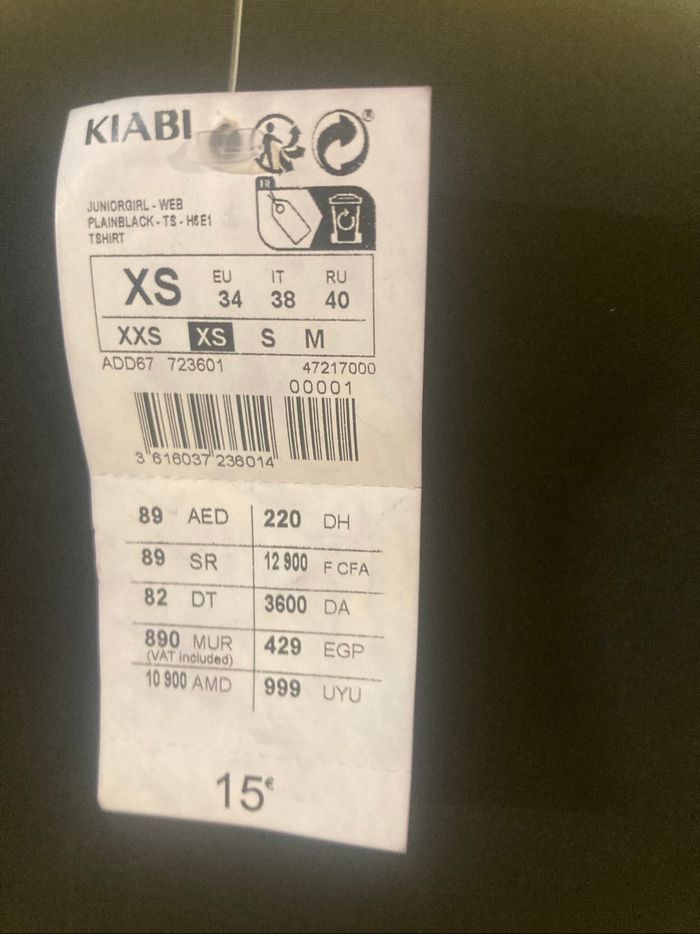 KIABI
®
FR
JUNIORGIRL - WEB
PLAINBLACK - TS - H6E1
TSHIRT
XS EU 34 IT 38 RU 40
XXS XS S M
ADD67 723601 47217000
00001
3 616037 236014
89 AED 220 DH
89 SR 12 900 F CFA
82 DT 3600 DA
890 MUR 429 EGP
(VAT included)
10 900 AMD 999 UYU
15€